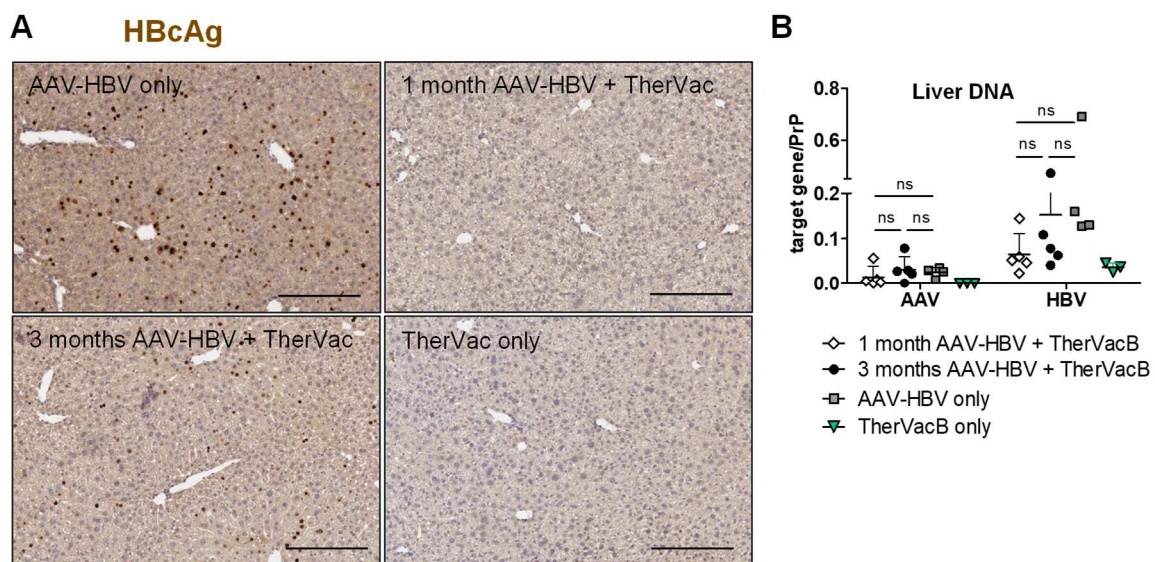 A
HBcAg
AAV-HBV only
1 month AAV-HBV + TherVac
3 months AAV-HBV + TherVac
TherVac only
B
Liver DNA
target gene/PrP
0.8
0.6
0.2
0.1
0.0
ns
ns
ns
ns
ns
ns
AAV
HBV
1 month AAV-HBV + TherVacB
3 months AAV-HBV + TherVacB
AAV-HBV only
TherVacB only